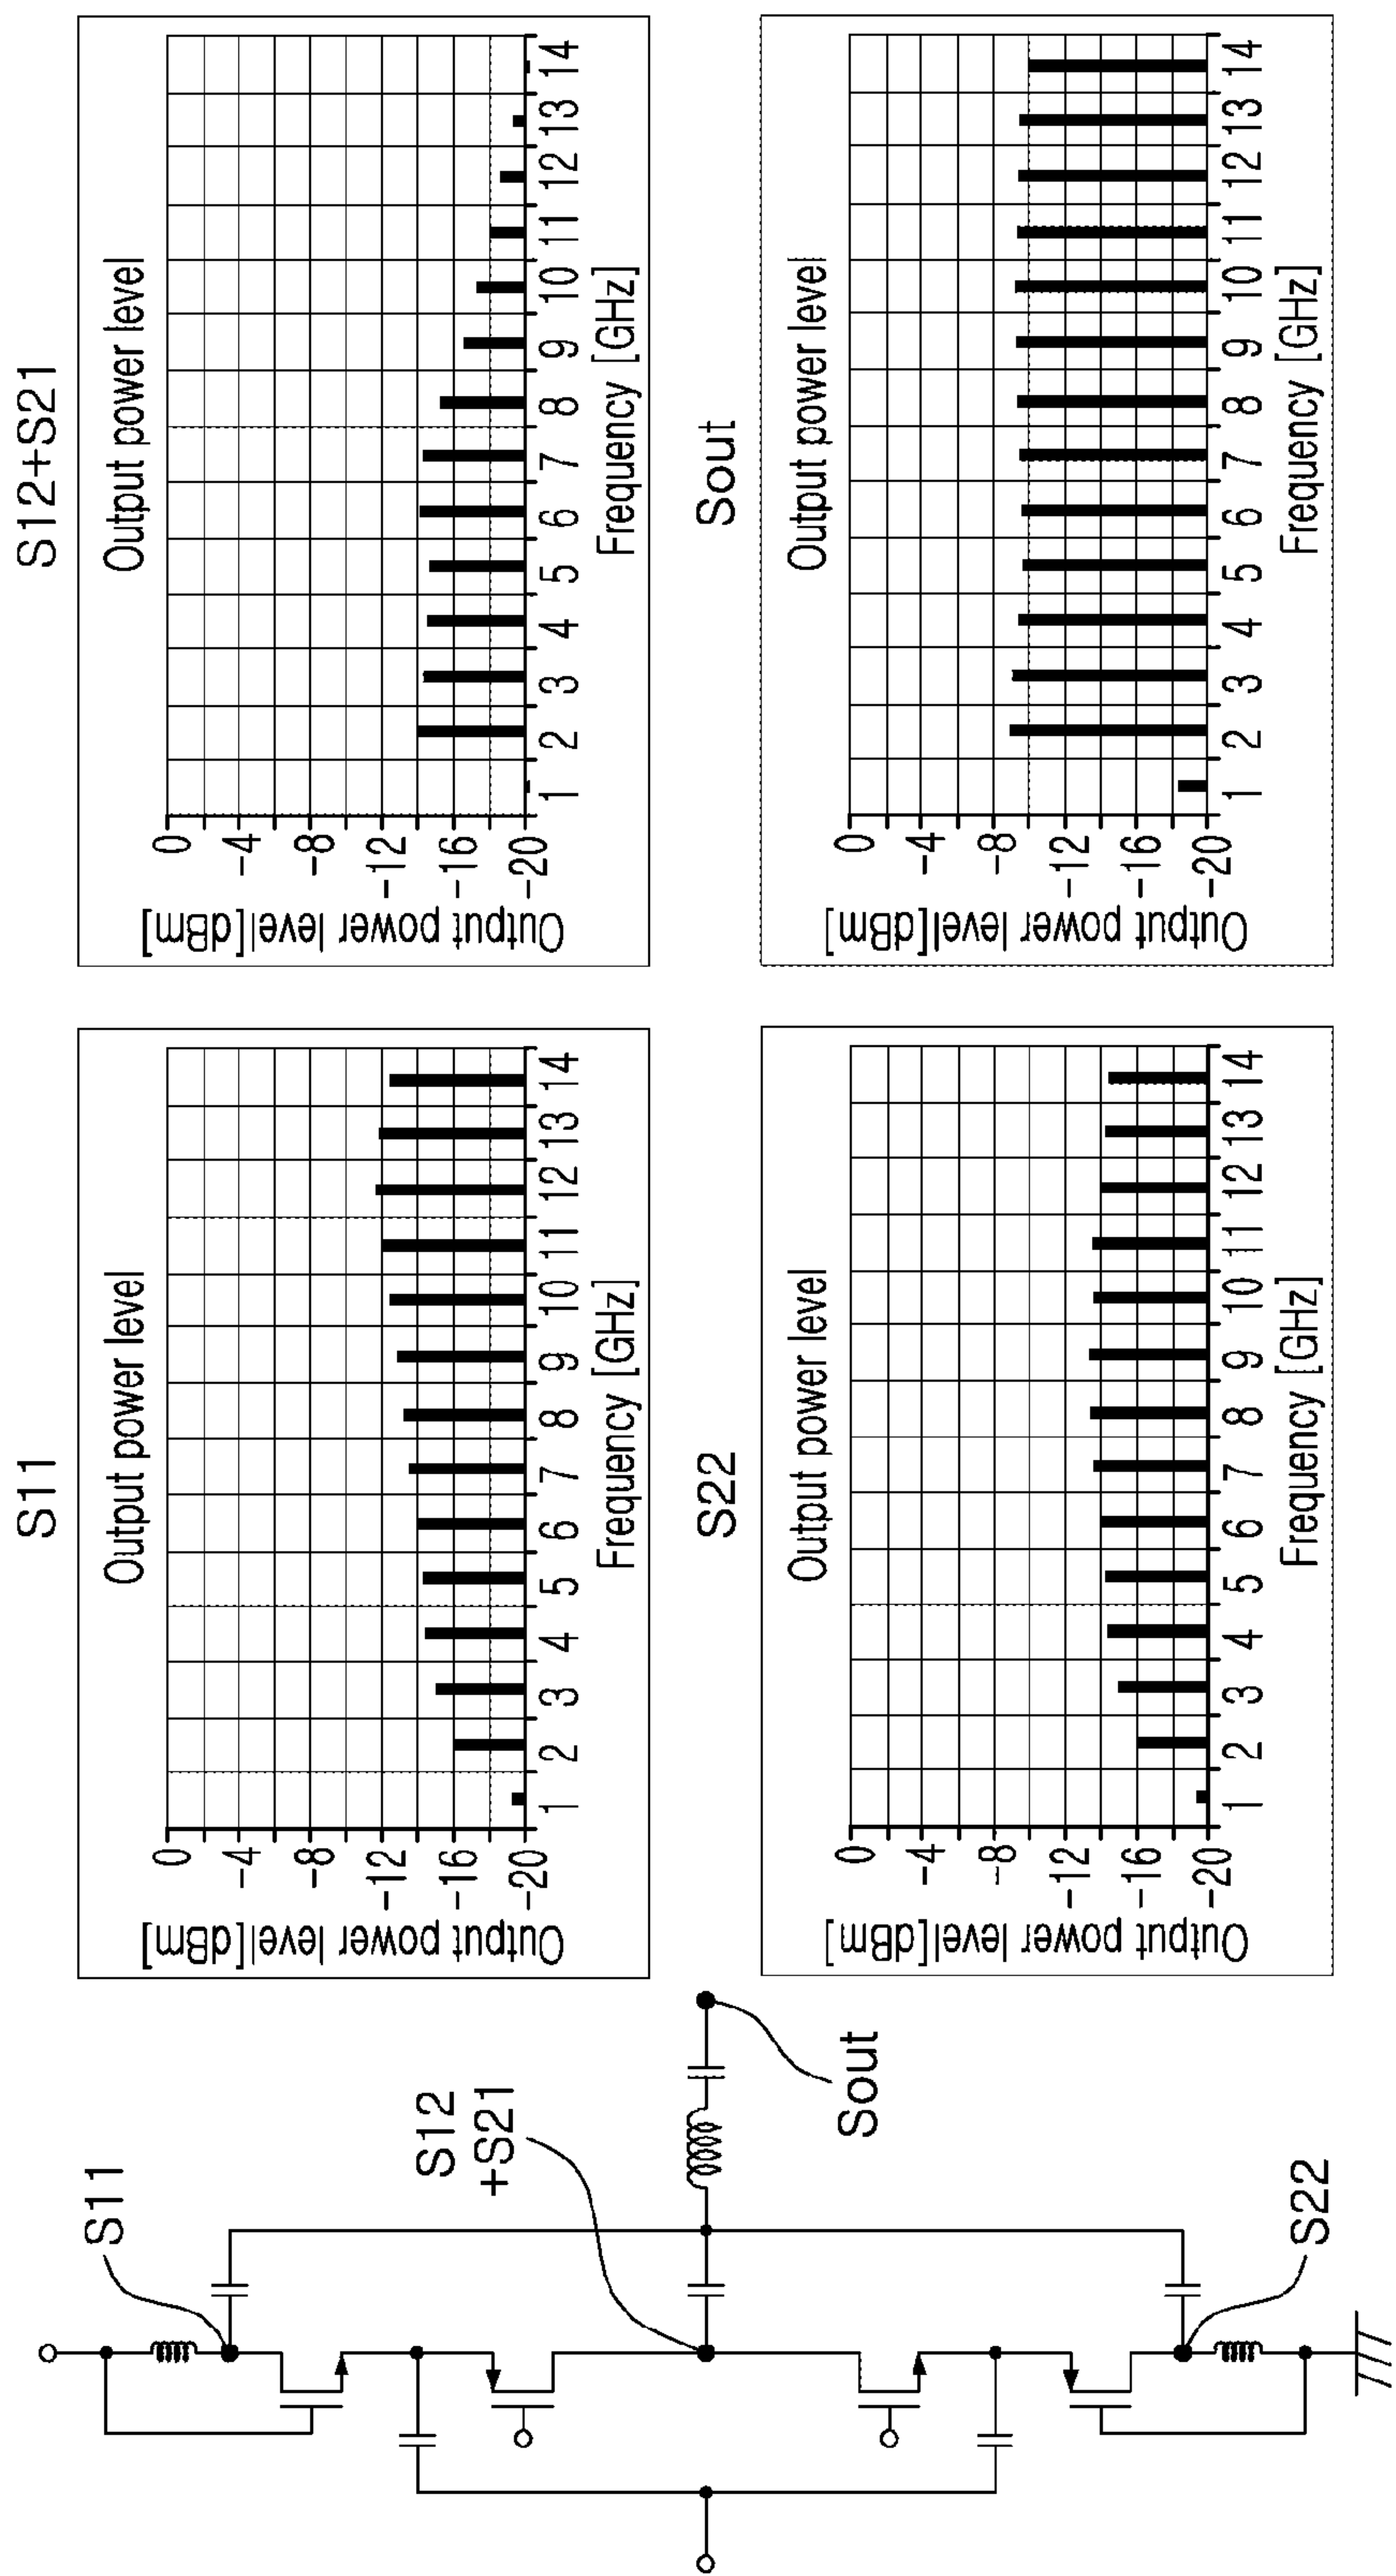 S11
S12
+S21
Sout
S22
S11
Output power level
Output power level[dBm]
0
-4
-8
-12
-16
-20
1 2 3 4 5 6 7 8 9 10 11 12 13 14
Frequency [GHz]
S12+S21
Output power level
Output power level[dBm]
0
-4
-8
-12
-16
-20
1 2 3 4 5 6 7 8 9 10 11 12 13 14
Frequency [GHz]
S22
Output power level
Output power level[dBm]
0
-4
-8
-12
-16
-20
1 2 3 4 5 6 7 8 9 10 11 12 13 14
Frequency [GHz]
Sout
Output power level
Output power level[dBm]
0
-4
-8
-12
-16
-20
1 2 3 4 5 6 7 8 9 10 11 12 13 14
Frequency [GHz]